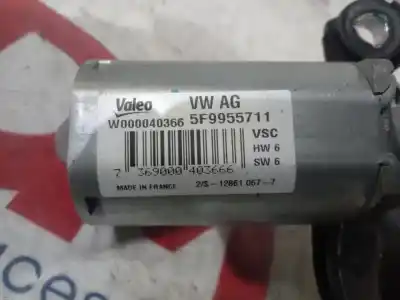 Valeo VW AG
W000040366 5F9955711
VSC
HW 6
SW 6
7 369000 403666
MADE IN FRANCE 2/S-12861 067-7
ces